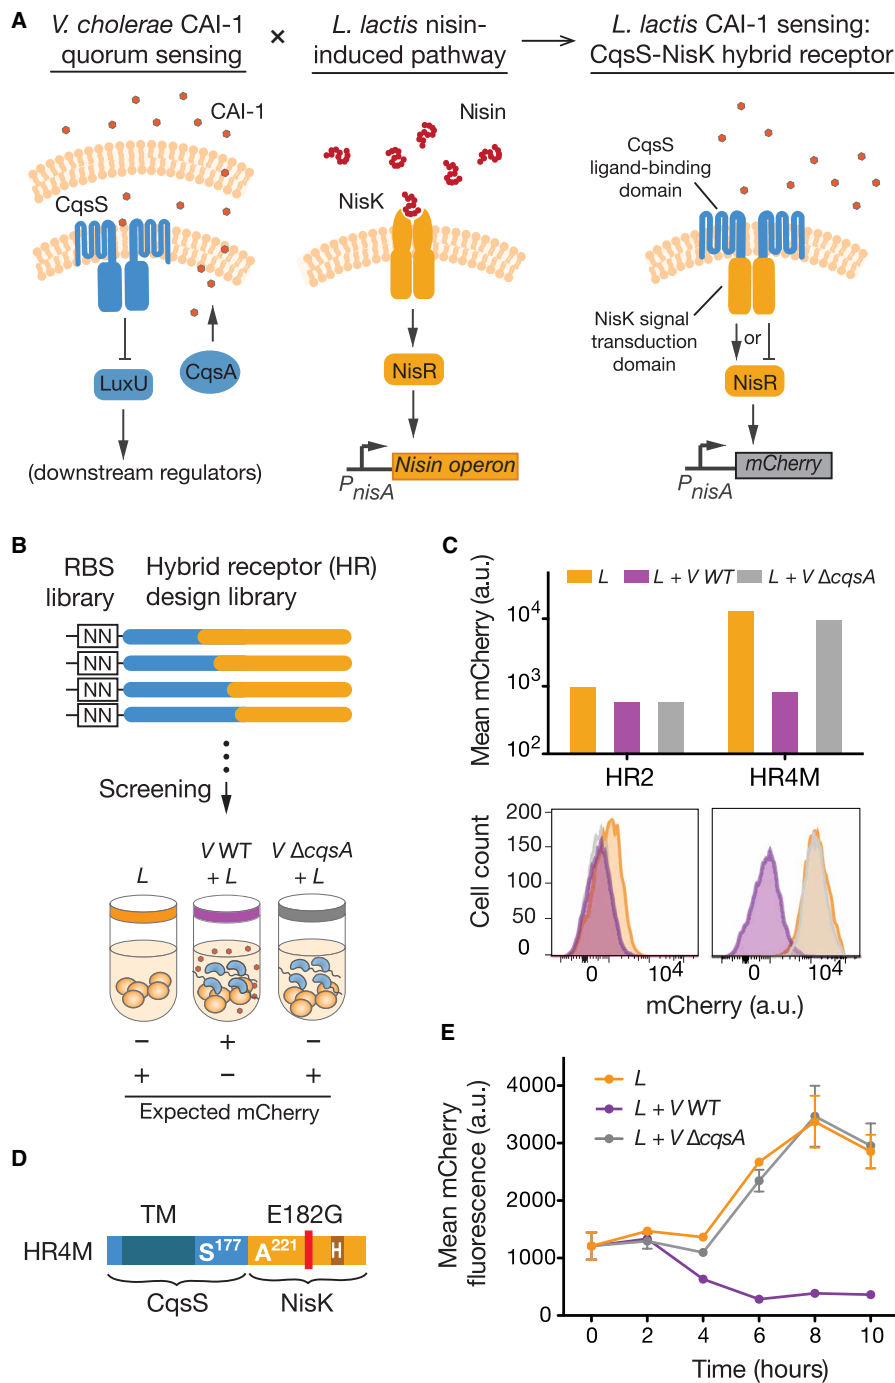 A
V. cholerae CAI-1
quorum sensing
×
L. lactis nisin-
induced pathway
L. lactis CAI-1 sensing:
CqsS-NisK hybrid receptor
CAI-1
CqsS
LuxU
CqsA
(downstream regulators)
Nisin
NisK
NisR
PnisA
Nisin operon
CqsS
ligand-binding
domain
NisK signal
transduction
domain
or
NisR
PnisA
mCherry
B
RBS
library
Hybrid receptor (HR)
design library
NN
NN
NN
NN
Screening
L
V WT
+ L
V ΔcqsA
+ L
− + −
+ − +
Expected mCherry
C
L
L + V WT
L + V ΔcqsA
Mean mCherry (a.u.)
10⁴
10³
10²
HR2
HR4M
Cell count
200
150
100
50
0
0 10⁴
0 10⁴
mCherry (a.u.)
D
TM
E182G
HR4M
S¹⁷⁷
A²²¹
H
CqsS
NisK
E
L
L + V WT
L + V ΔcqsA
Mean mCherry
fluorescence (a.u.)
4000
3000
2000
1000
0
0 2 4 6 8 10
Time (hours)